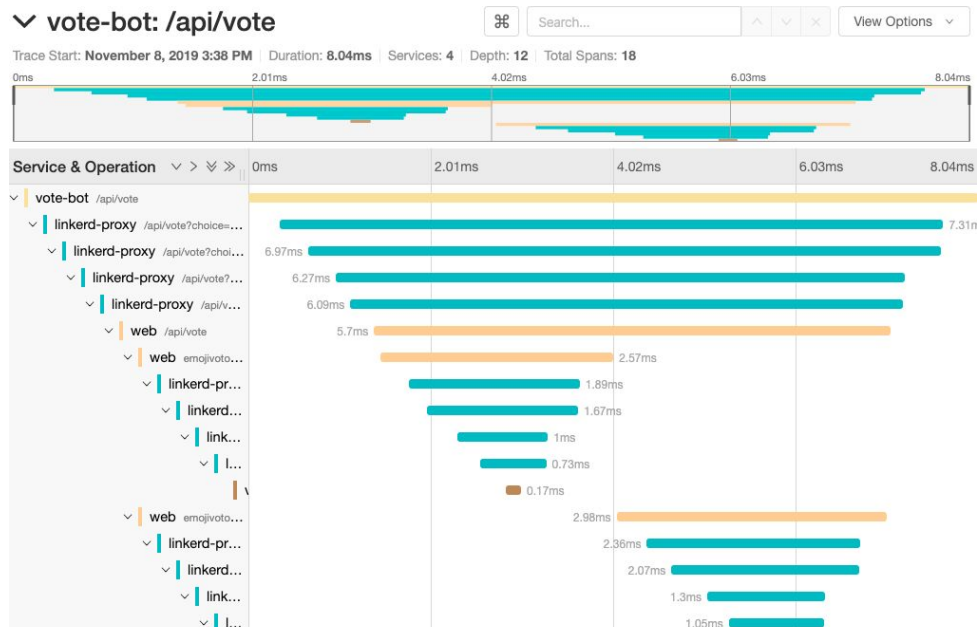 vote-bot: /api/vote
⌘ Search... View Options
Trace Start: November 8, 2019 3:38 PM Duration: 8.04ms Services: 4 Depth: 12 Total Spans: 18
0ms 2.01ms 4.02ms 6.03ms 8.04ms
Service & Operation 0ms 2.01ms 4.02ms 6.03ms 8.04ms
vote-bot /api/vote
linkerd-proxy /api/vote?choice=... 7.31m
linkerd-proxy /api/vote?choi... 6.97ms
linkerd-proxy /api/vote?... 6.27ms
linkerd-proxy /api/v... 6.09ms
web /api/vote 5.7ms
web emojivoto... 2.57ms
linkerd-pr... 1.89ms
linkerd... 1.67ms
link... 1ms
l... 0.73ms
0.17ms
web emojivoto... 2.98ms
linkerd-pr... 2.36ms
linkerd... 2.07ms
link... 1.3ms
l... 1.05ms